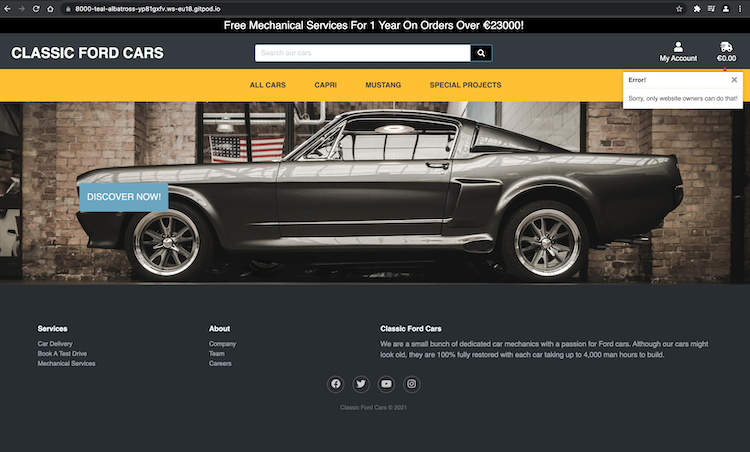 8000-teal-albatross-yp81gxfv.ws-eu18.gitpod.io
Free Mechanical Services For 1 Year On Orders Over €23000!
CLASSIC FORD CARS
Search our cars
My Account
€0.00
ALL CARS
CAPRI
MUSTANG
SPECIAL PROJECTS
Error!
Sorry, only website owners can do that!
DISCOVER NOW!
Services
Car Delivery
Book A Test Drive
Mechanical Services
About
Company
Team
Careers
Classic Ford Cars
We are a small bunch of dedicated car mechanics with a passion for Ford cars. Although our cars might
look old, they are 100% fully restored with each car taking up to 4,000 man hours to build.
Classic Ford Cars © 2021